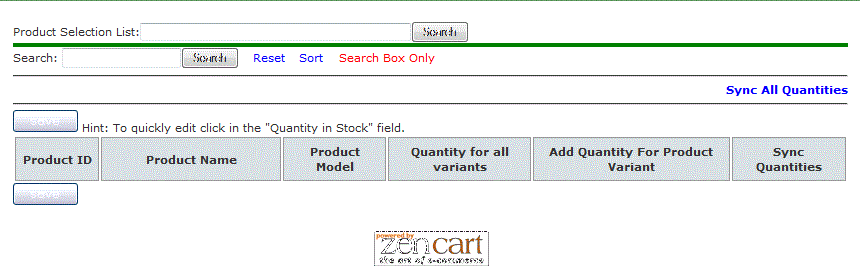 Product Selection List: Search
Search: Search Reset Sort Search Box Only
Sync All Quantities
save Hint: To quickly edit click in the "Quantity in Stock" field.
Product ID Product Name Product Model Quantity for all variants Add Quantity For Product Variant Sync Quantities
save
powered by
zen cart
the art of e-commerce